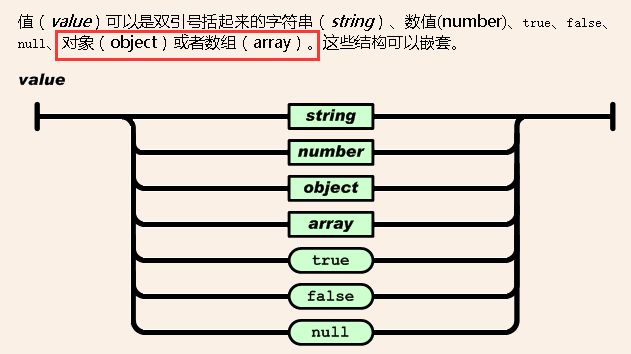 值（value）可以是双引号括起来的字符串（string）、数值(number)、true、false、
null、对象（object）或者数组（array）。这些结构可以嵌套。
value
string
number
object
array
true
false
null